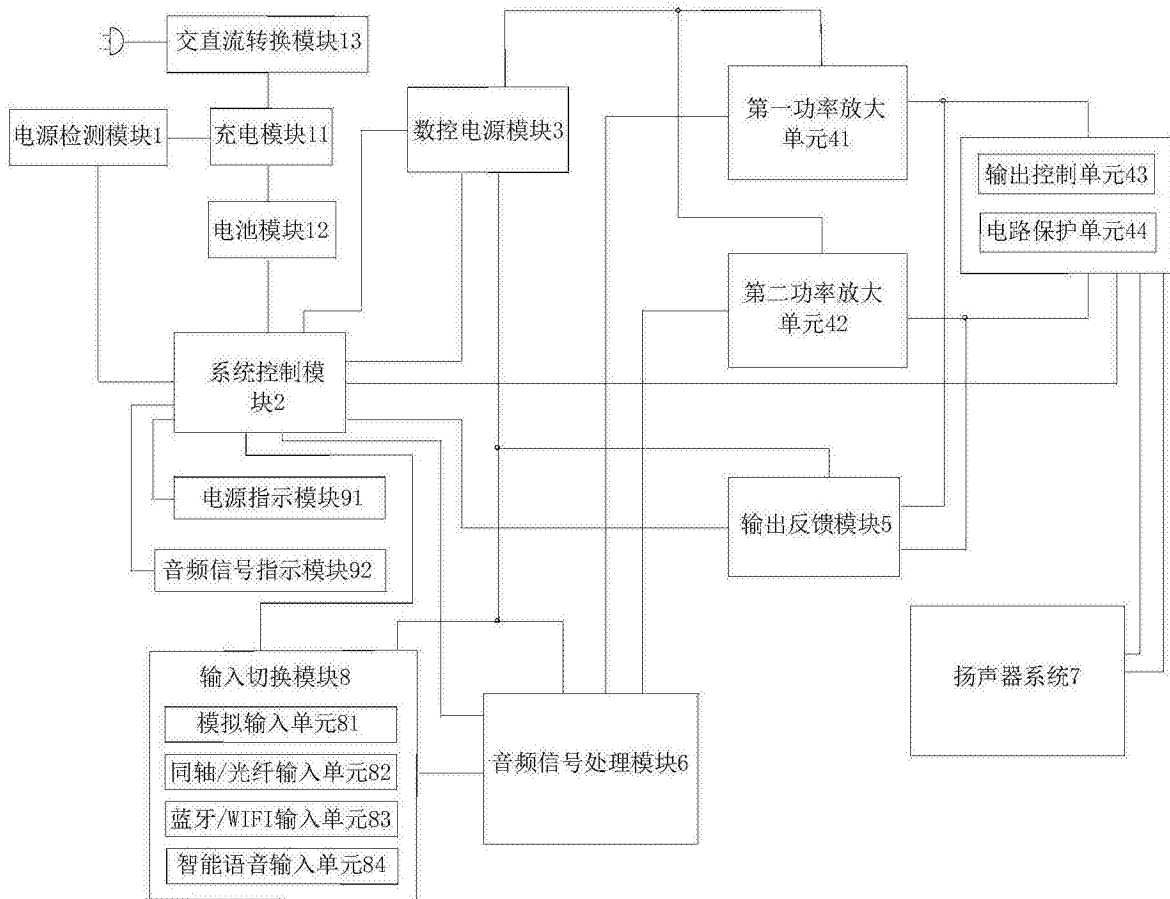 交直流转换模块13
电源检测模块1
充电模块11
数控电源模块3
第一功率放大
单元41
输出控制单元43
电池模块12
电路保护单元44
第二功率放大
单元42
系统控制模
块2
电源指示模块91
输出反馈模块5
音频信号指示模块92
输入切换模块8
扬声器系统7
模拟输入单元81
同轴/光纤输入单元82
音频信号处理模块6
蓝牙/WIFI输入单元83
智能语音输入单元84